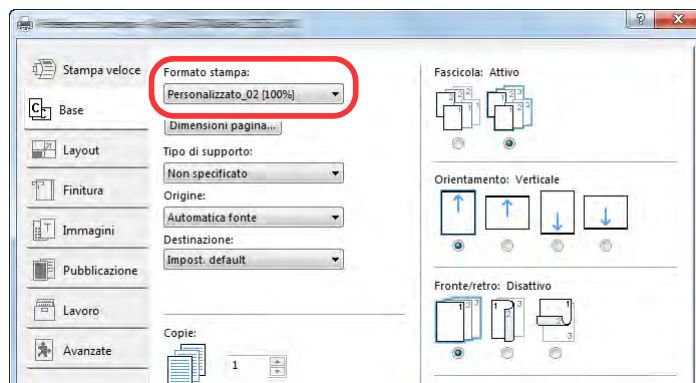 Stampa veloce
Base
Layout
Finitura
Immagini
Pubblicazione
Lavoro
Avanzate
Formato stampa:
Personalizzato_02 [100%]
Dimensioni pagina...
Tipo di supporto:
Non specificato
Origine:
Automatica fonte
Destinazione:
Impost. default
Copie:
1
Fascicola: Attivo
Orientamento: Verticale
Fronte/retro: Disattivo